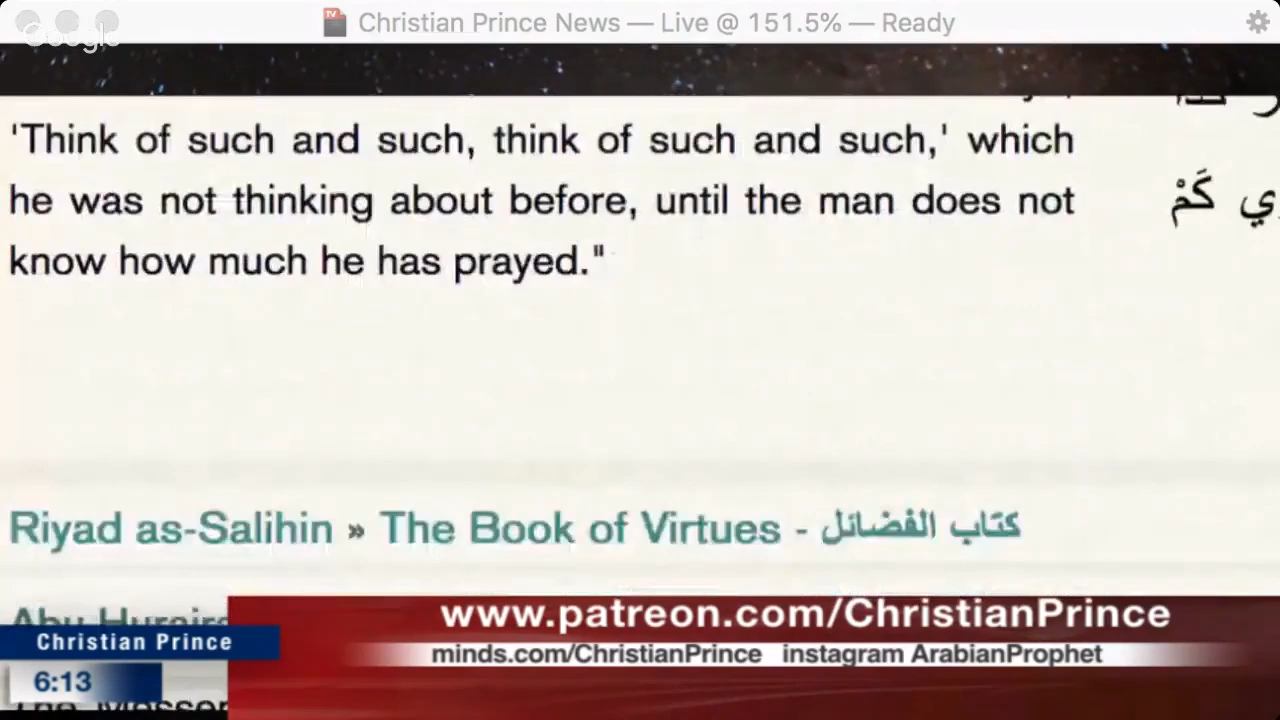 Christian Prince News — Live @ 151.5% — Ready
Google
'Think of such and such, think of such and such,' which
he was not thinking about before, until the man does not
know how much he has prayed."
كَمْ
Riyad as-Salihin » The Book of Virtues - كتاب الفضائل
Abu Huraira
www.patreon.com/ChristianPrince
Christian Prince
minds.com/ChristianPrince instagram ArabianProphet
6:13